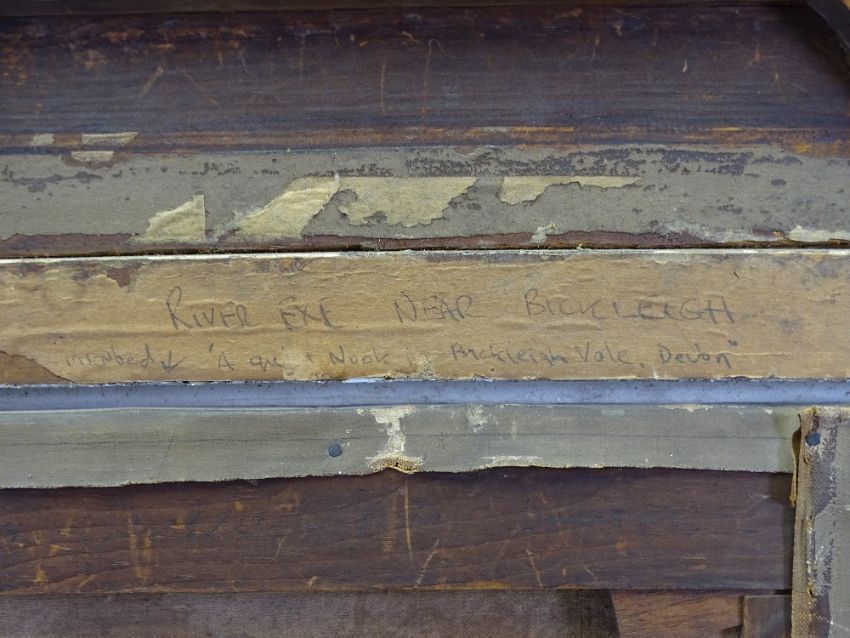 RIVER EXE NEAR BICKLEIGH
"A Nook Bickleigh Vale, Devon"